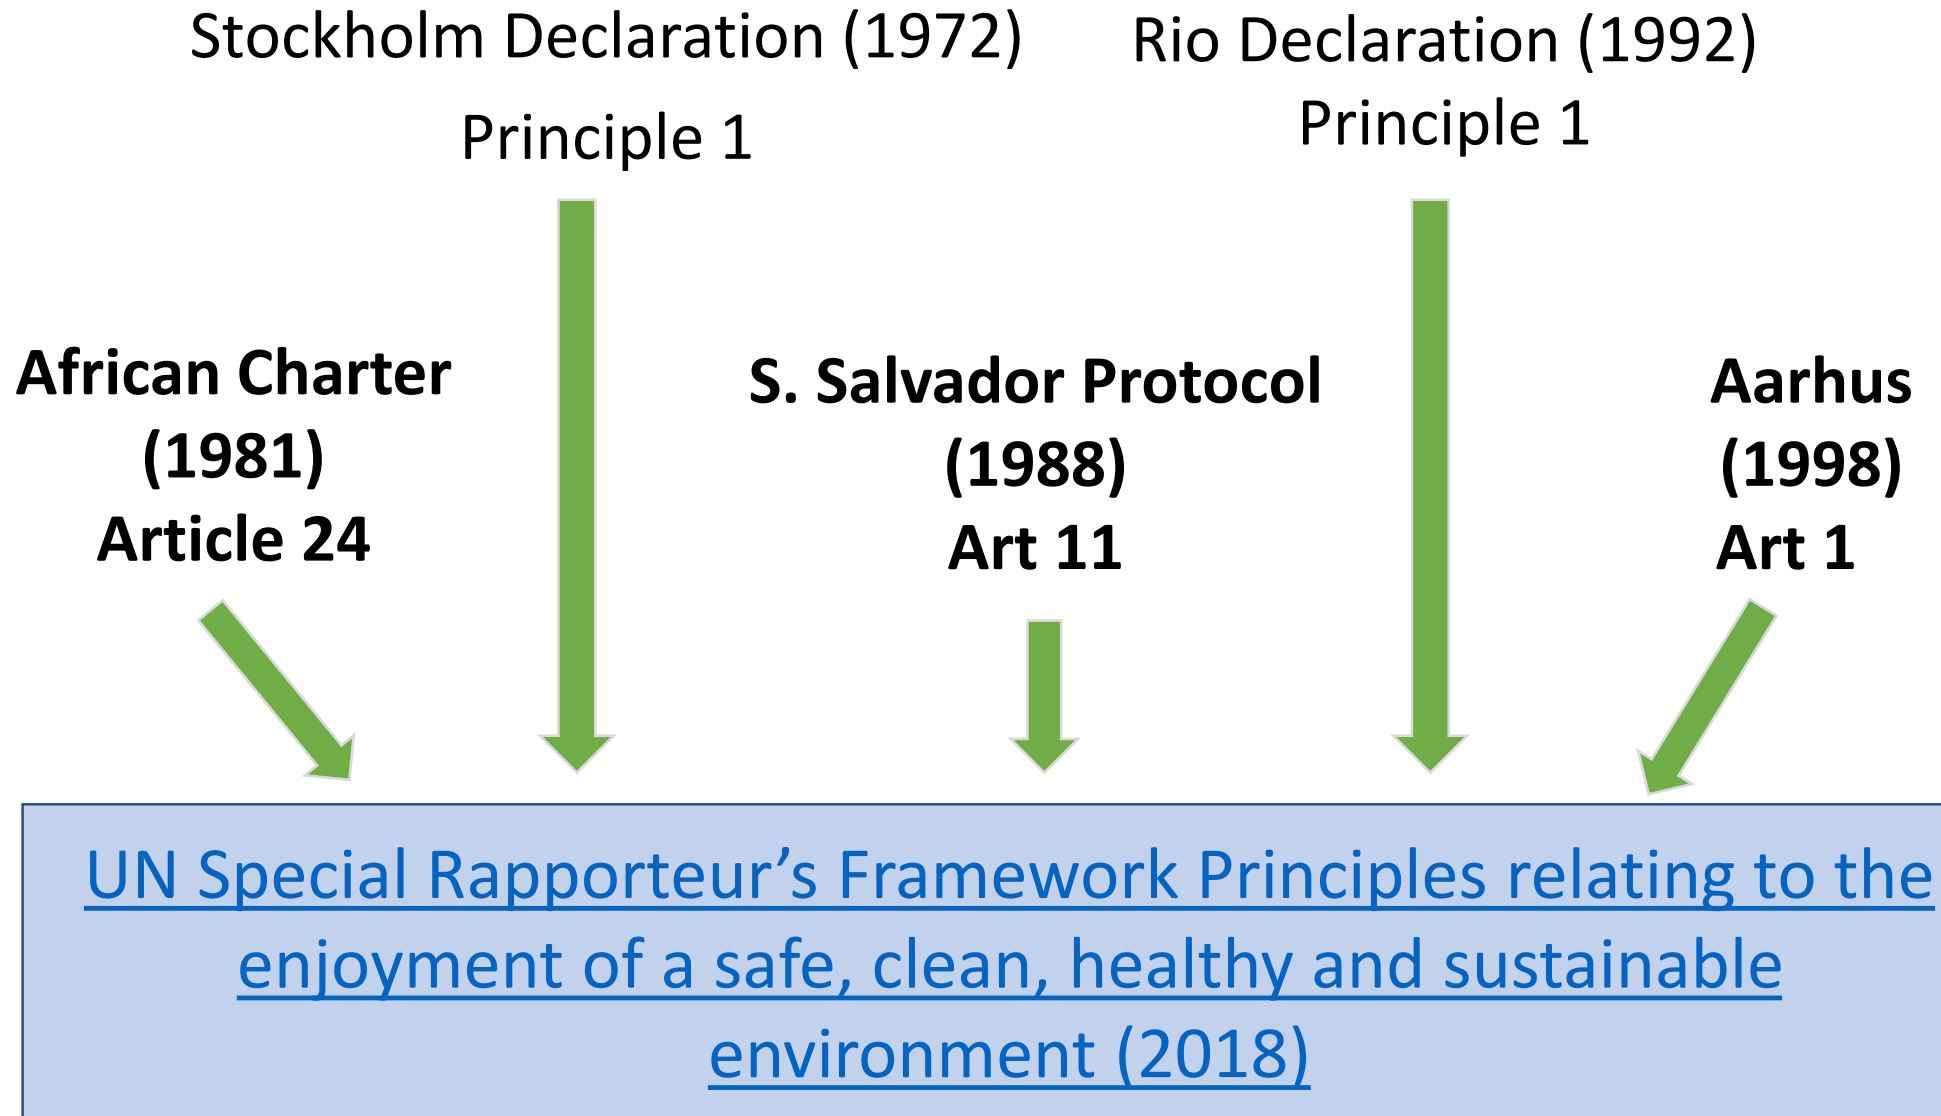 Stockholm Declaration (1972)
Principle 1
Rio Declaration (1992)
Principle 1
African Charter
(1981)
Article 24
S. Salvador Protocol
(1988)
Art 11
Aarhus
(1998)
Art 1
UN Special Rapporteur’s Framework Principles relating to the
enjoyment of a safe, clean, healthy and sustainable
environment (2018)